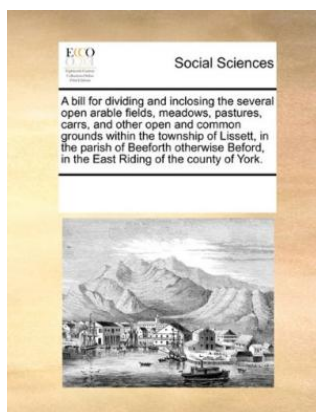 ECCO
Social Sciences
A bill for dividing and inclosing the several
open arable fields, meadows, pastures,
carrs, and other open and common
grounds within the township of Lissett, in
the parish of Beeforth otherwise Beford,
in the East Riding of the county of York.